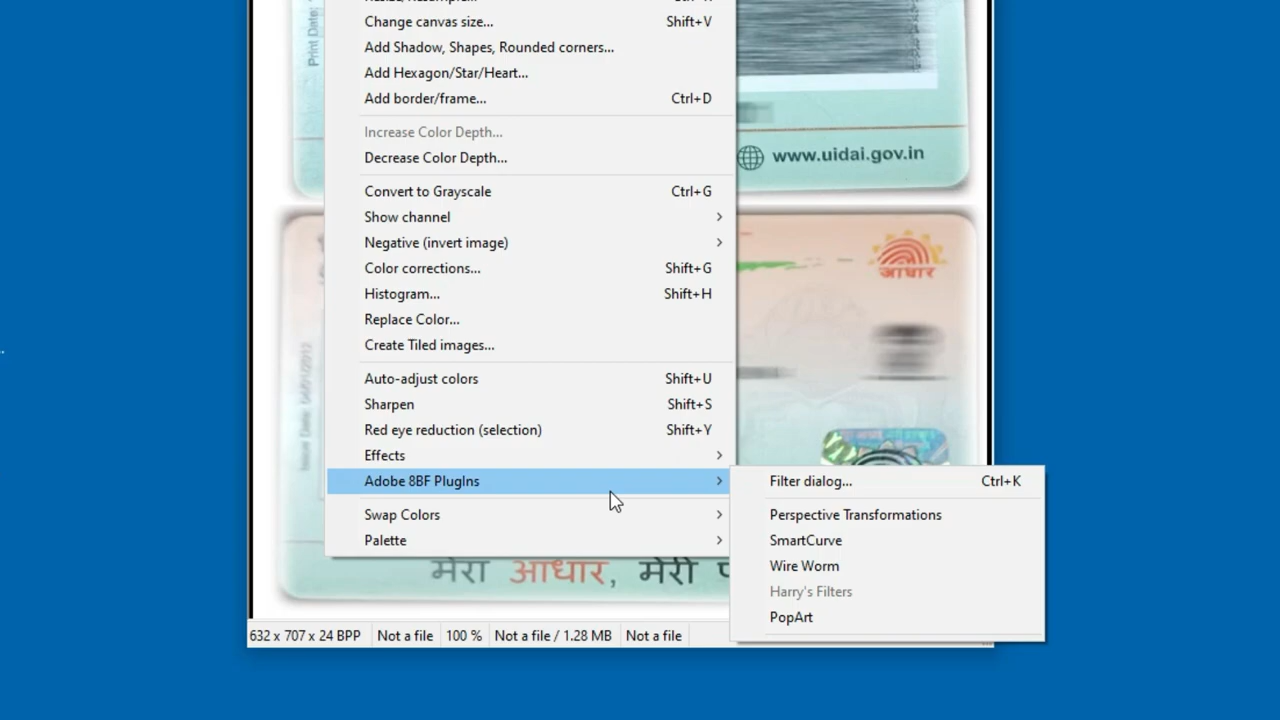 Change canvas size... Shift+V
Add Shadow, Shapes, Rounded corners...
Add Hexagon/Star/Heart...
Add border/frame... Ctrl+D
Increase Color Depth...
Decrease Color Depth...
Convert to Grayscale Ctrl+G
Show channel
Negative (invert image)
Color corrections... Shift+G
Histogram... Shift+H
Replace Color...
Create Tiled images...
Auto-adjust colors Shift+U
Sharpen Shift+S
Red eye reduction (selection) Shift+Y
Effects
Adobe 8BF PlugIns
Swap Colors
Palette
Filter dialog... Ctrl+K
Perspective Transformations
SmartCurve
Wire Worm
Harry's Filters
PopArt
Print Date:
www.uidai.gov.in
आधार
मेरा आधार, मेरी
632 x 707 x 24 BPP Not a file 100 % Not a file / 1.28 MB Not a file